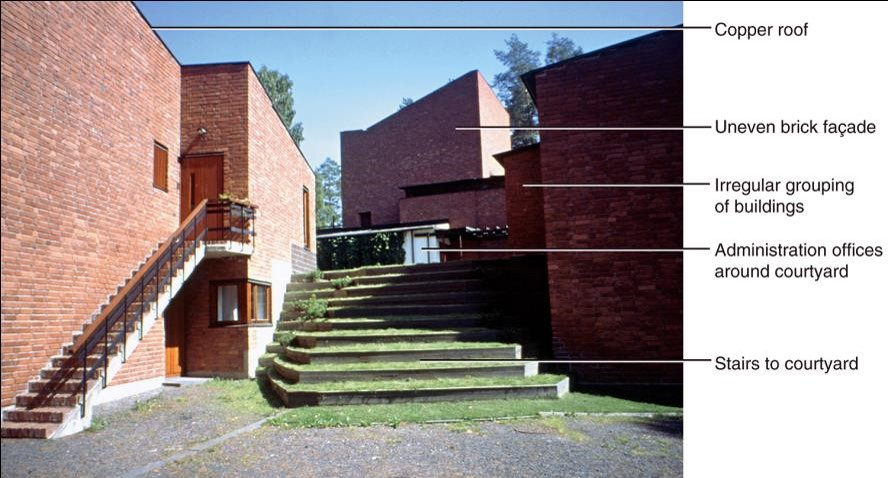 Copper roof
Uneven brick façade
Irregular grouping
of buildings
Administration offices
around courtyard
Stairs to courtyard